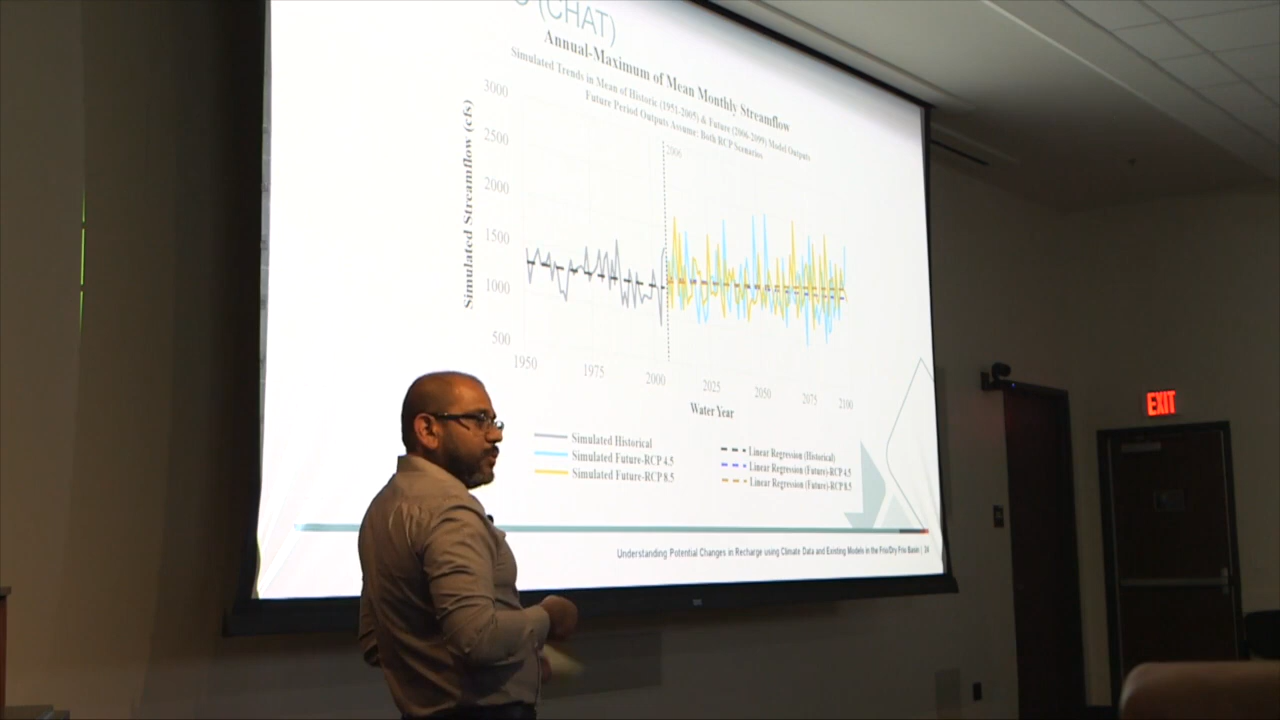 (CHAT)
Annual-Maximum of Mean Monthly Streamflow
Simulated Trends in Mean of Historic (1951-2005) & Future (2006-2099) Model Outputs
Future Period Outputs Assume: Both RCP Scenarios
Simulated Streamflow (cfs)
3000
2500
2000
1500
1000
500
2006
1950
1975
2000
2025
2050
2075
2100
Water Year
Simulated Historical
Simulated Future-RCP 4.5
Simulated Future-RCP 8.5
Linear Regression (Historical)
Linear Regression (Future)-RCP 4.5
Linear Regression (Future)-RCP 8.5
Understanding Potential Changes in Recharge using Climate Data and Existing Models in the Frio/Dry Frio Basin | 24
EXIT